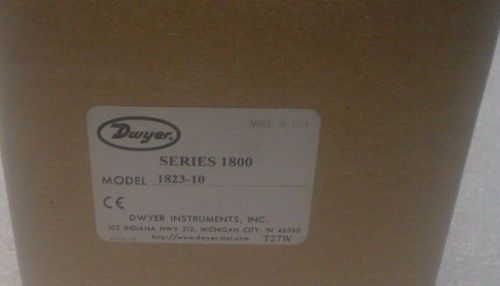 Dwyer.
MADE IN USA
SERIES 1800
MODEL 1823-10
CE
DWYER INSTRUMENTS, INC.
102 INDIANA HWY 212, MICHIGAN CITY, IN 46360
http://www.dwyer-inst.com T27W